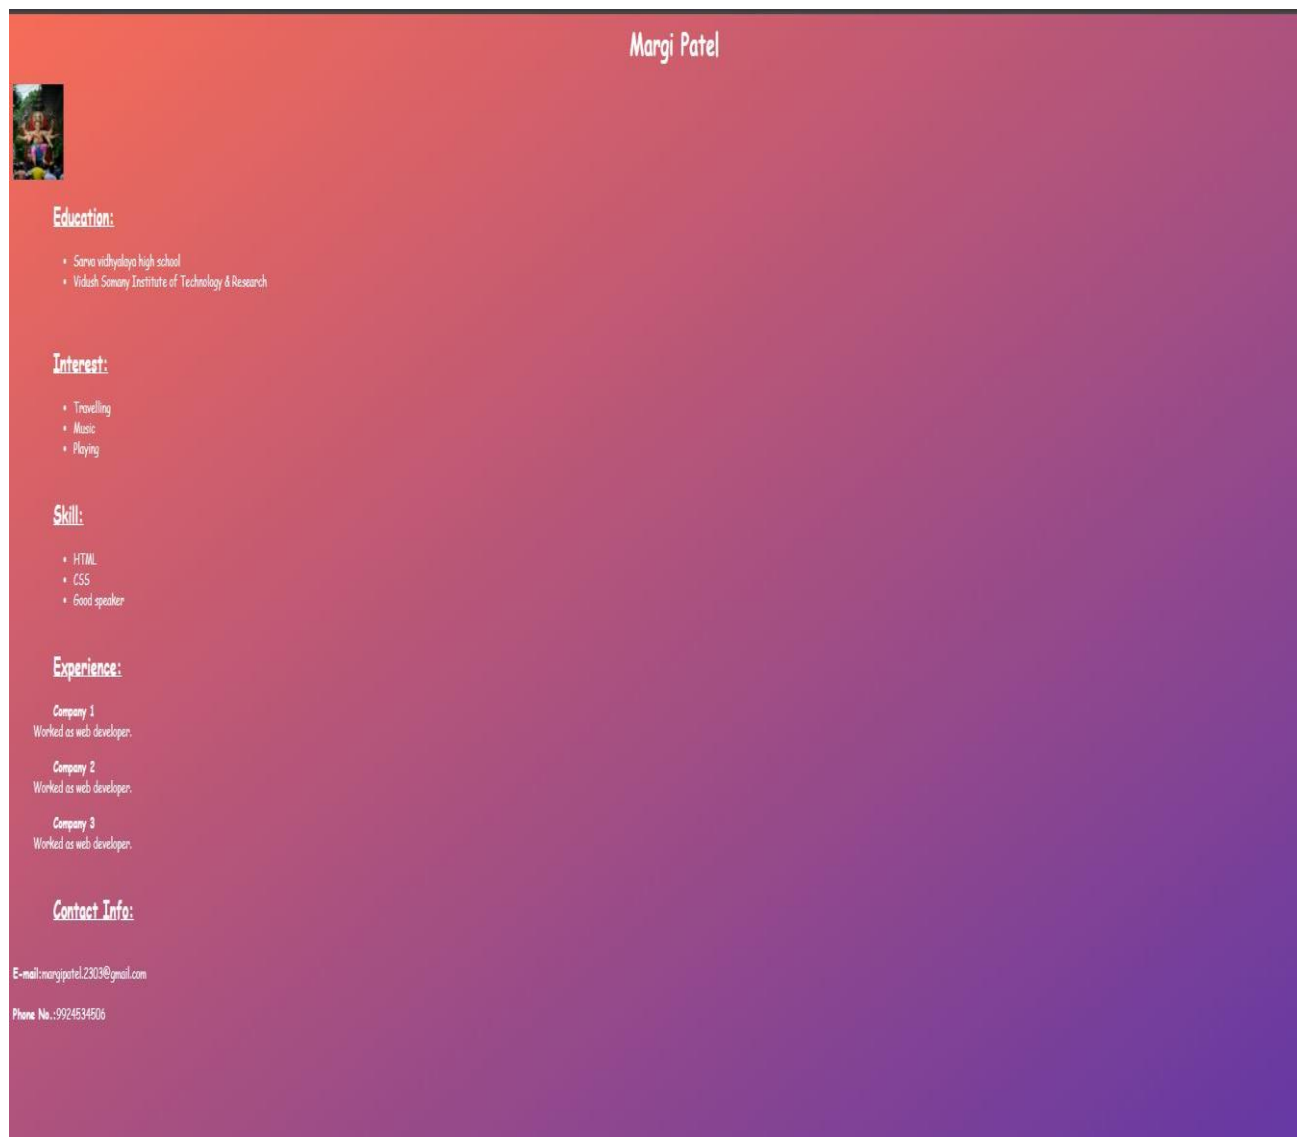 Margi Patel
Education:
• Sarva vidhyalaya high school
• Vidush Somany Institute of Technology & Research
Interest:
• Travelling
• Music
• Playing
Skill:
• HTML
• CSS
• Good speaker
Experience:
Company 1
Worked as web developer.
Company 2
Worked as web developer.
Company 3
Worked as web developer.
Contact Info:
E-mail:margipatel.2303@gmail.com
Phone No.:9924534506